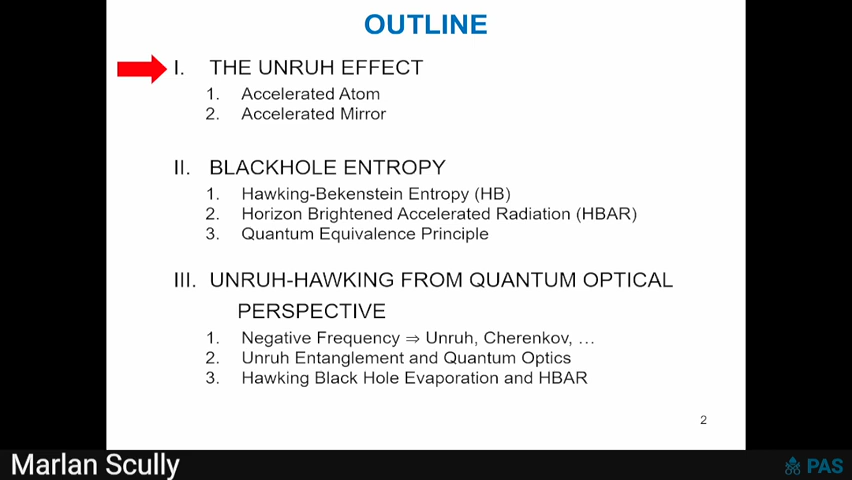 OUTLINE
I. THE UNRUH EFFECT
1. Accelerated Atom
2. Accelerated Mirror
II. BLACKHOLE ENTROPY
1. Hawking-Bekenstein Entropy (HB)
2. Horizon Brightened Accelerated Radiation (HBAR)
3. Quantum Equivalence Principle
III. UNRUH-HAWKING FROM QUANTUM OPTICAL
PERSPECTIVE
1. Negative Frequency ⇒ Unruh, Cherenkov, …
2. Unruh Entanglement and Quantum Optics
3. Hawking Black Hole Evaporation and HBAR
2
Marlan Scully
PAS